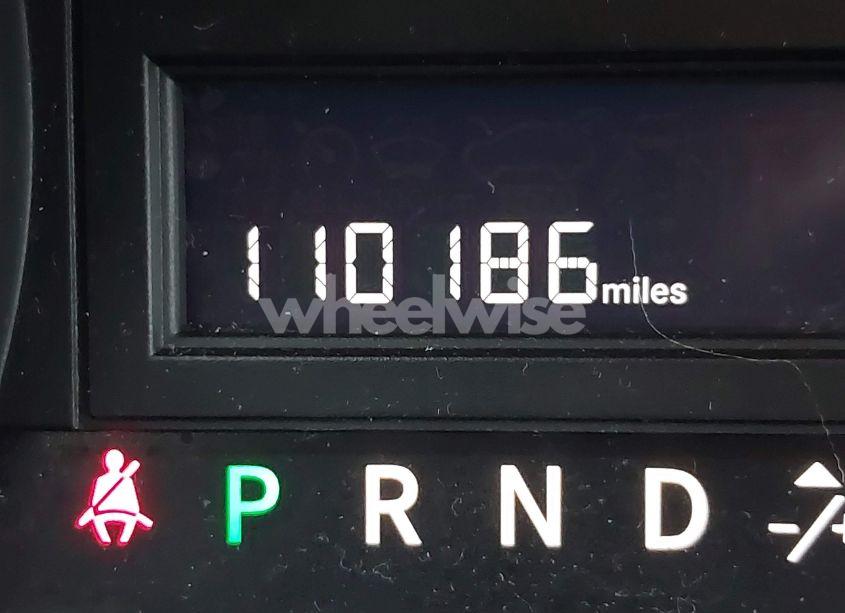 110186 miles
wheelwise
P R N D